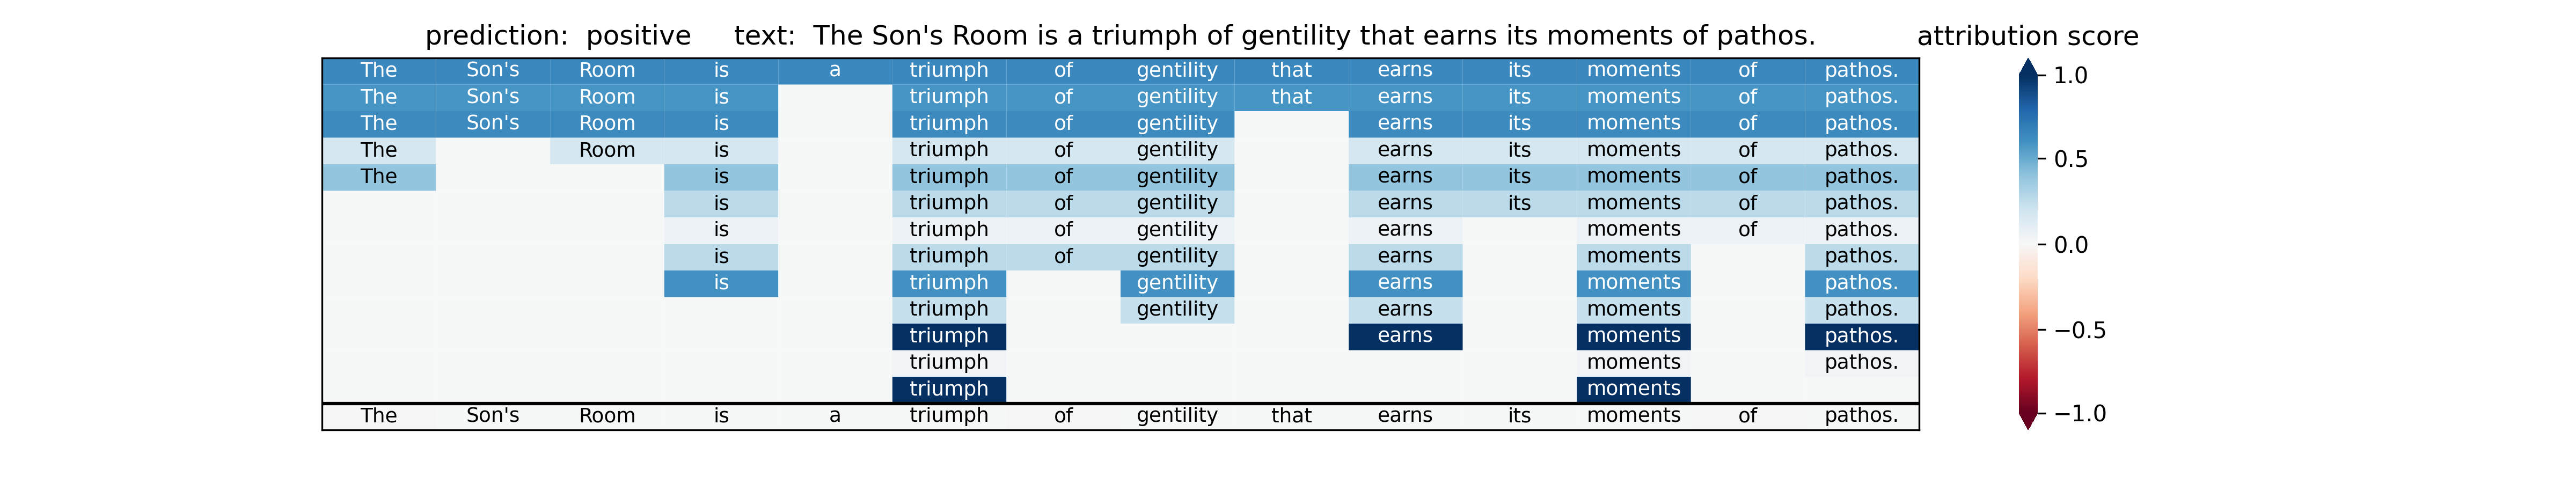 prediction:  positive     text:  The Son's Room is a triumph of gentility that earns its moments of pathos.
attribution score
The Son's Room is a triumph of gentility that earns its moments of pathos.
The Son's Room is triumph of gentility that earns its moments of pathos.
The Son's Room is triumph of gentility earns its moments of pathos.
The Room is triumph of gentility earns its moments of pathos.
The is triumph of gentility earns its moments of pathos.
is triumph of gentility earns its moments of pathos.
is triumph of gentility earns moments of pathos.
is triumph of gentility earns moments pathos.
is triumph gentility earns moments pathos.
triumph gentility earns moments pathos.
triumph earns moments pathos.
triumph moments pathos.
triumph moments
The Son's Room is a triumph of gentility that earns its moments of pathos.
1.0
0.5
0.0
−0.5
−1.0